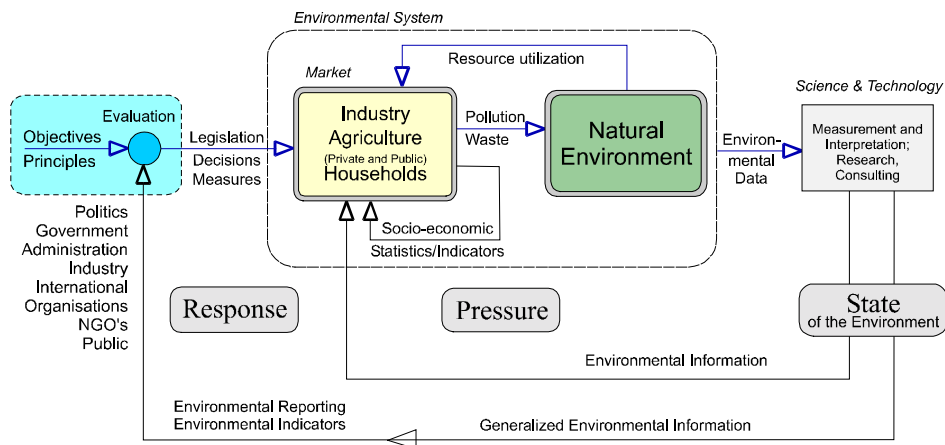 Environmental System
Resource utilization
Market
Science & Technology
Evaluation
Objectives
Principles
Legislation
Decisions
Measures
Industry
Agriculture
(Private and Public)
Households
Pollution
Waste
Natural
Environment
Environ-
mental
Data
Measurement and
Interpretation;
Research,
Consulting
Socio-economic
Statistics/Indicators
Politics
Government
Administration
Industry
International
Organisations
NGO's
Public
Response
Pressure
State
of the Environment
Environmental Information
Environmental Reporting
Environmental Indicators
Generalized Environmental Information